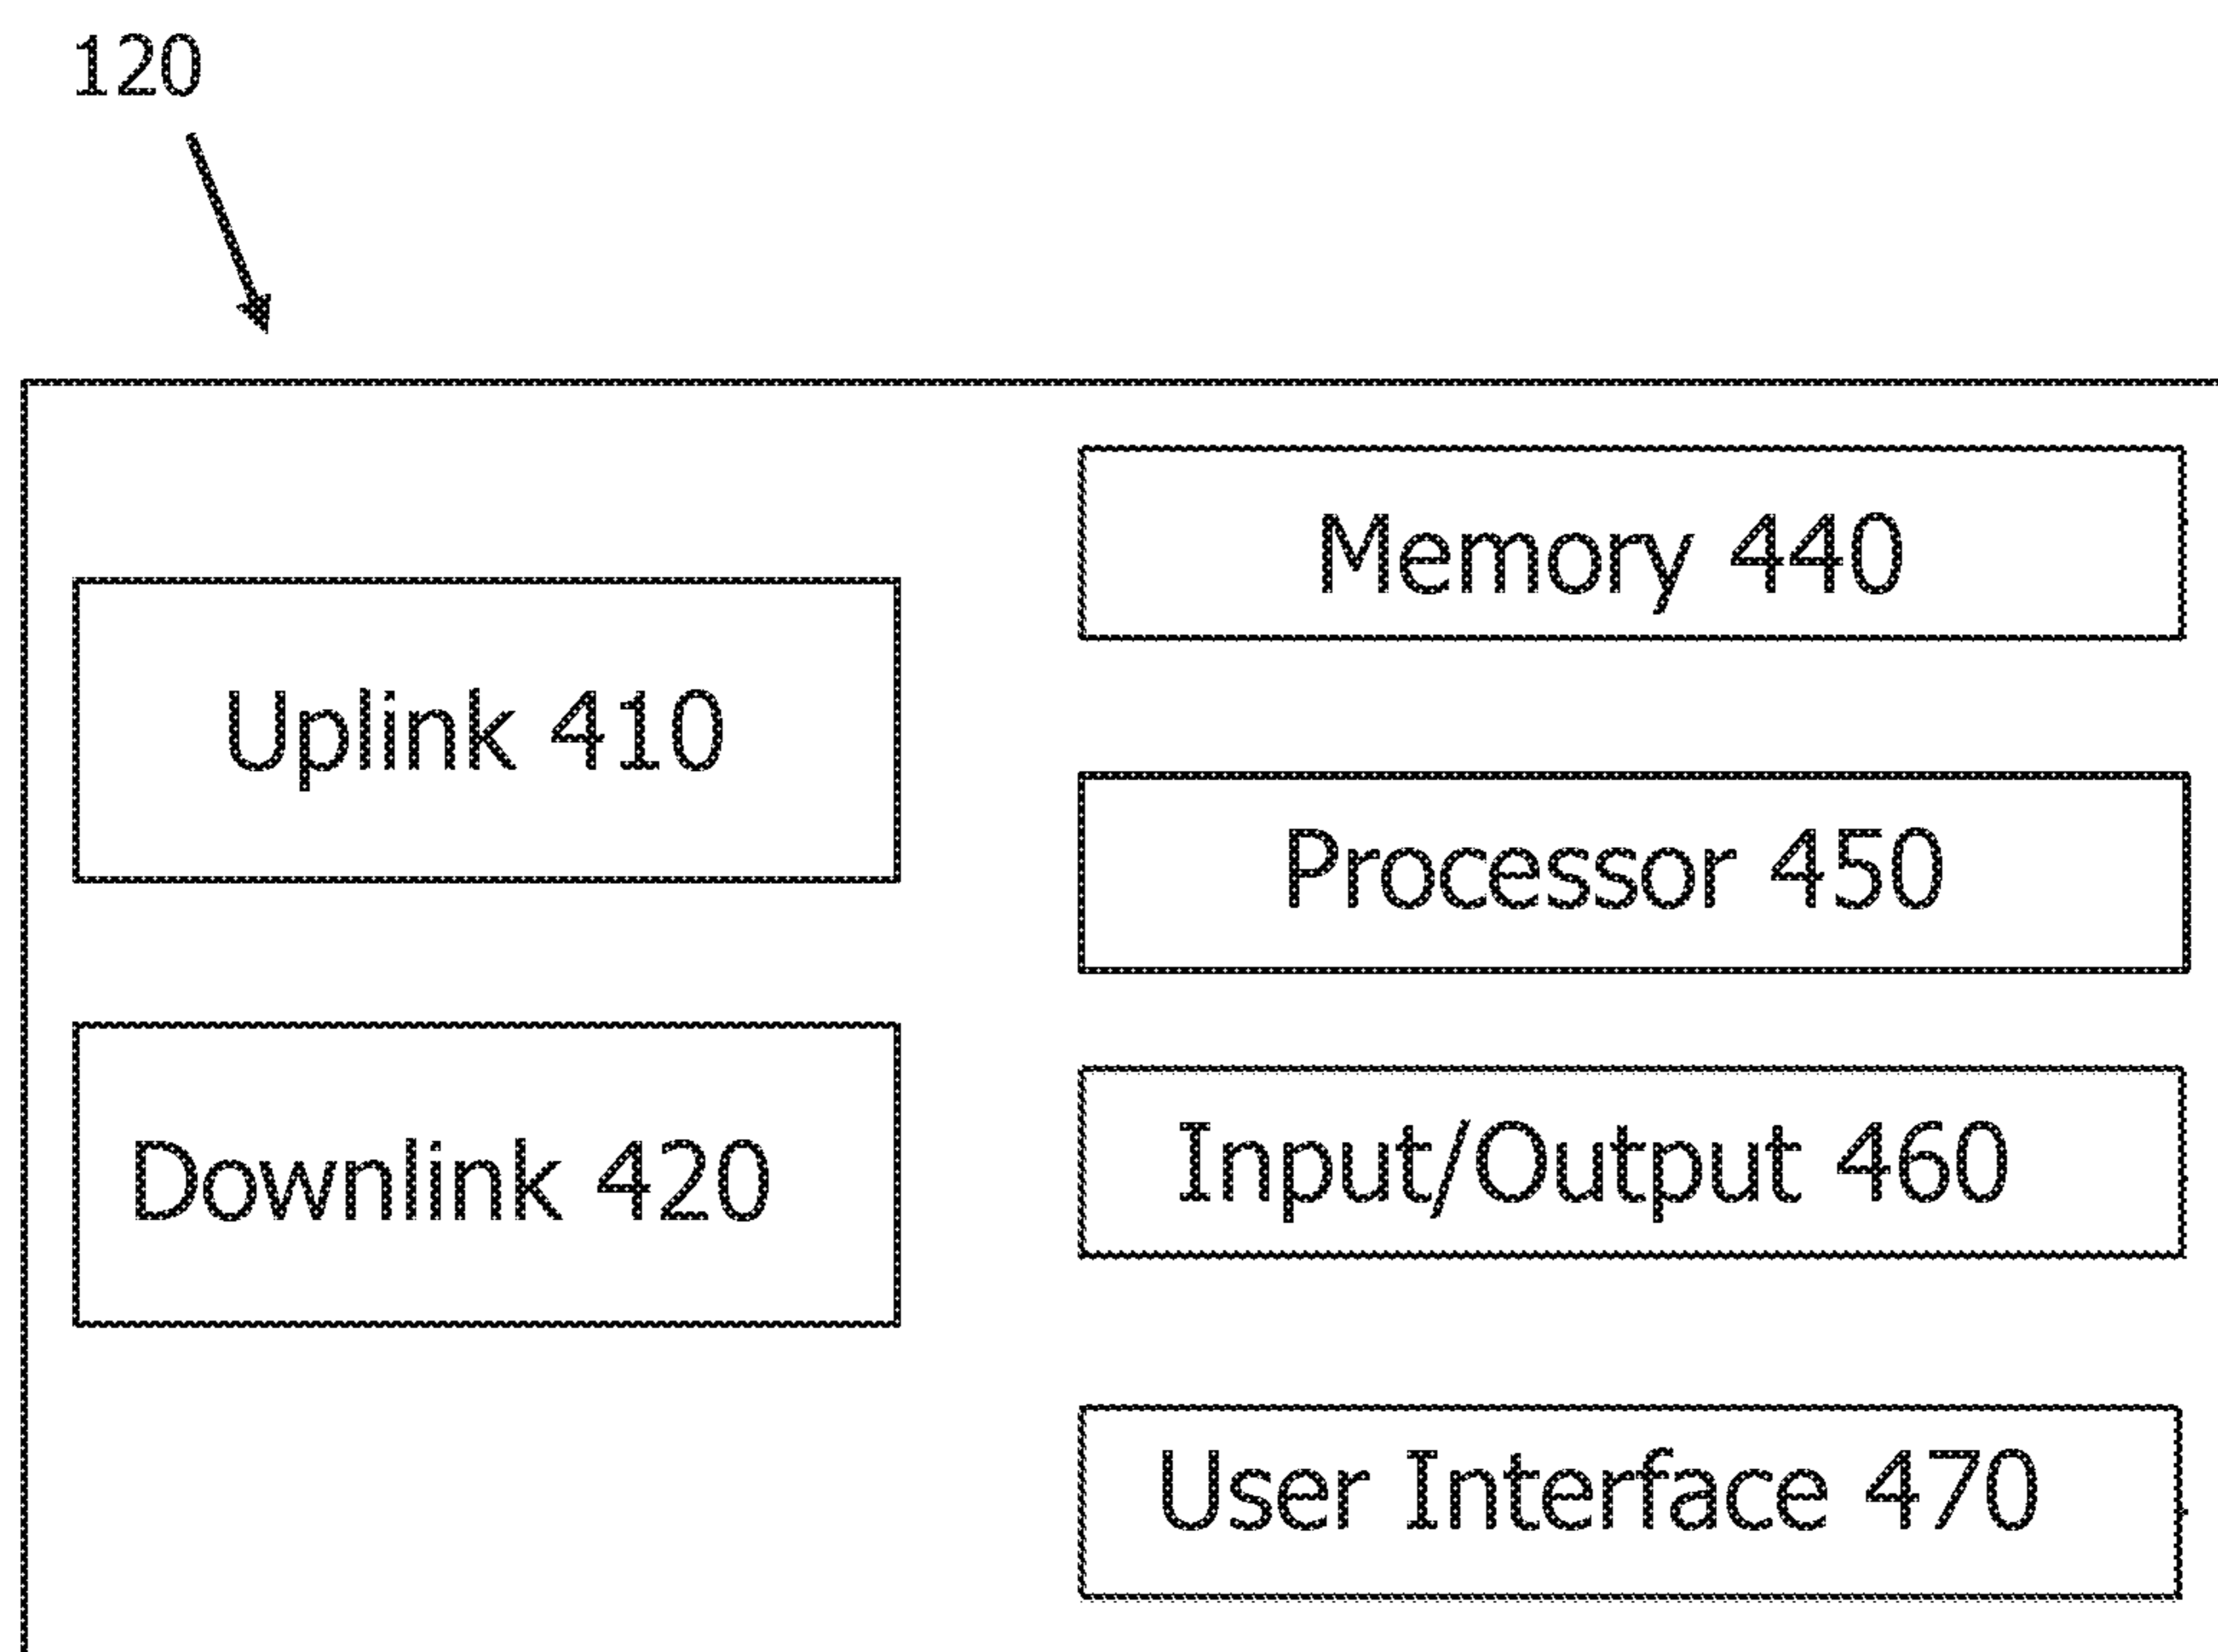 120
Memory 440
Uplink 410
Processor 450
Downlink 420
Input/Output 460
User Interface 470